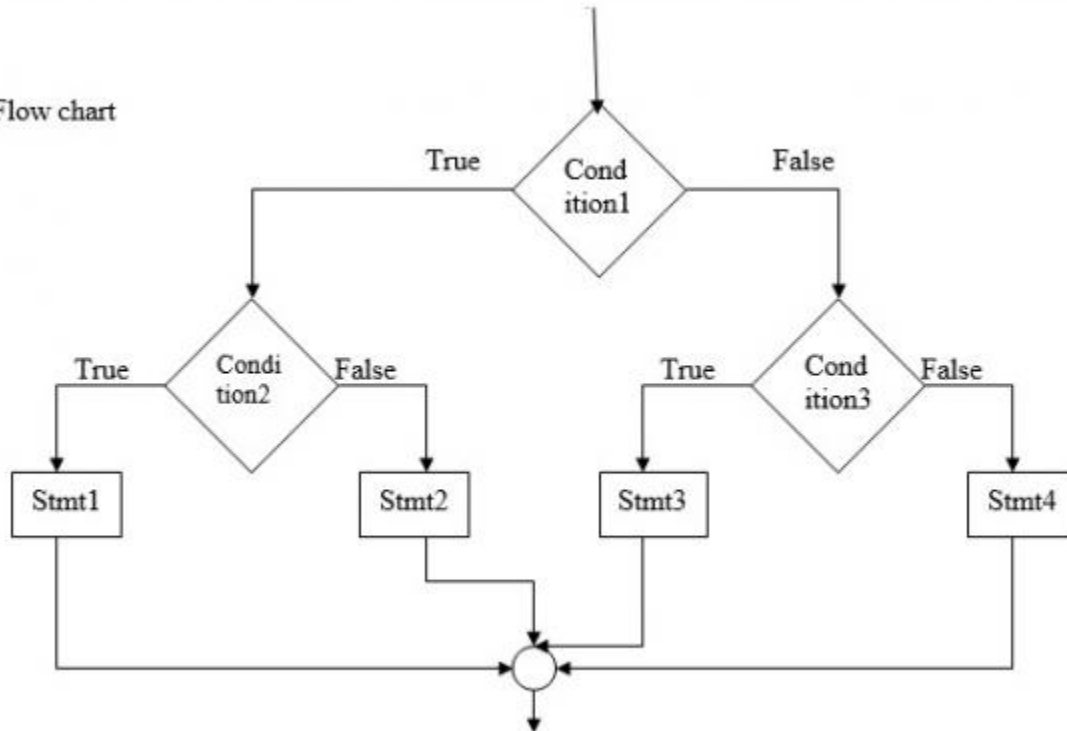 Flow chart
True
False
Cond
ition1
True
Condi
tion2
False
True
Cond
ition3
False
Stmt1
Stmt2
Stmt3
Stmt4